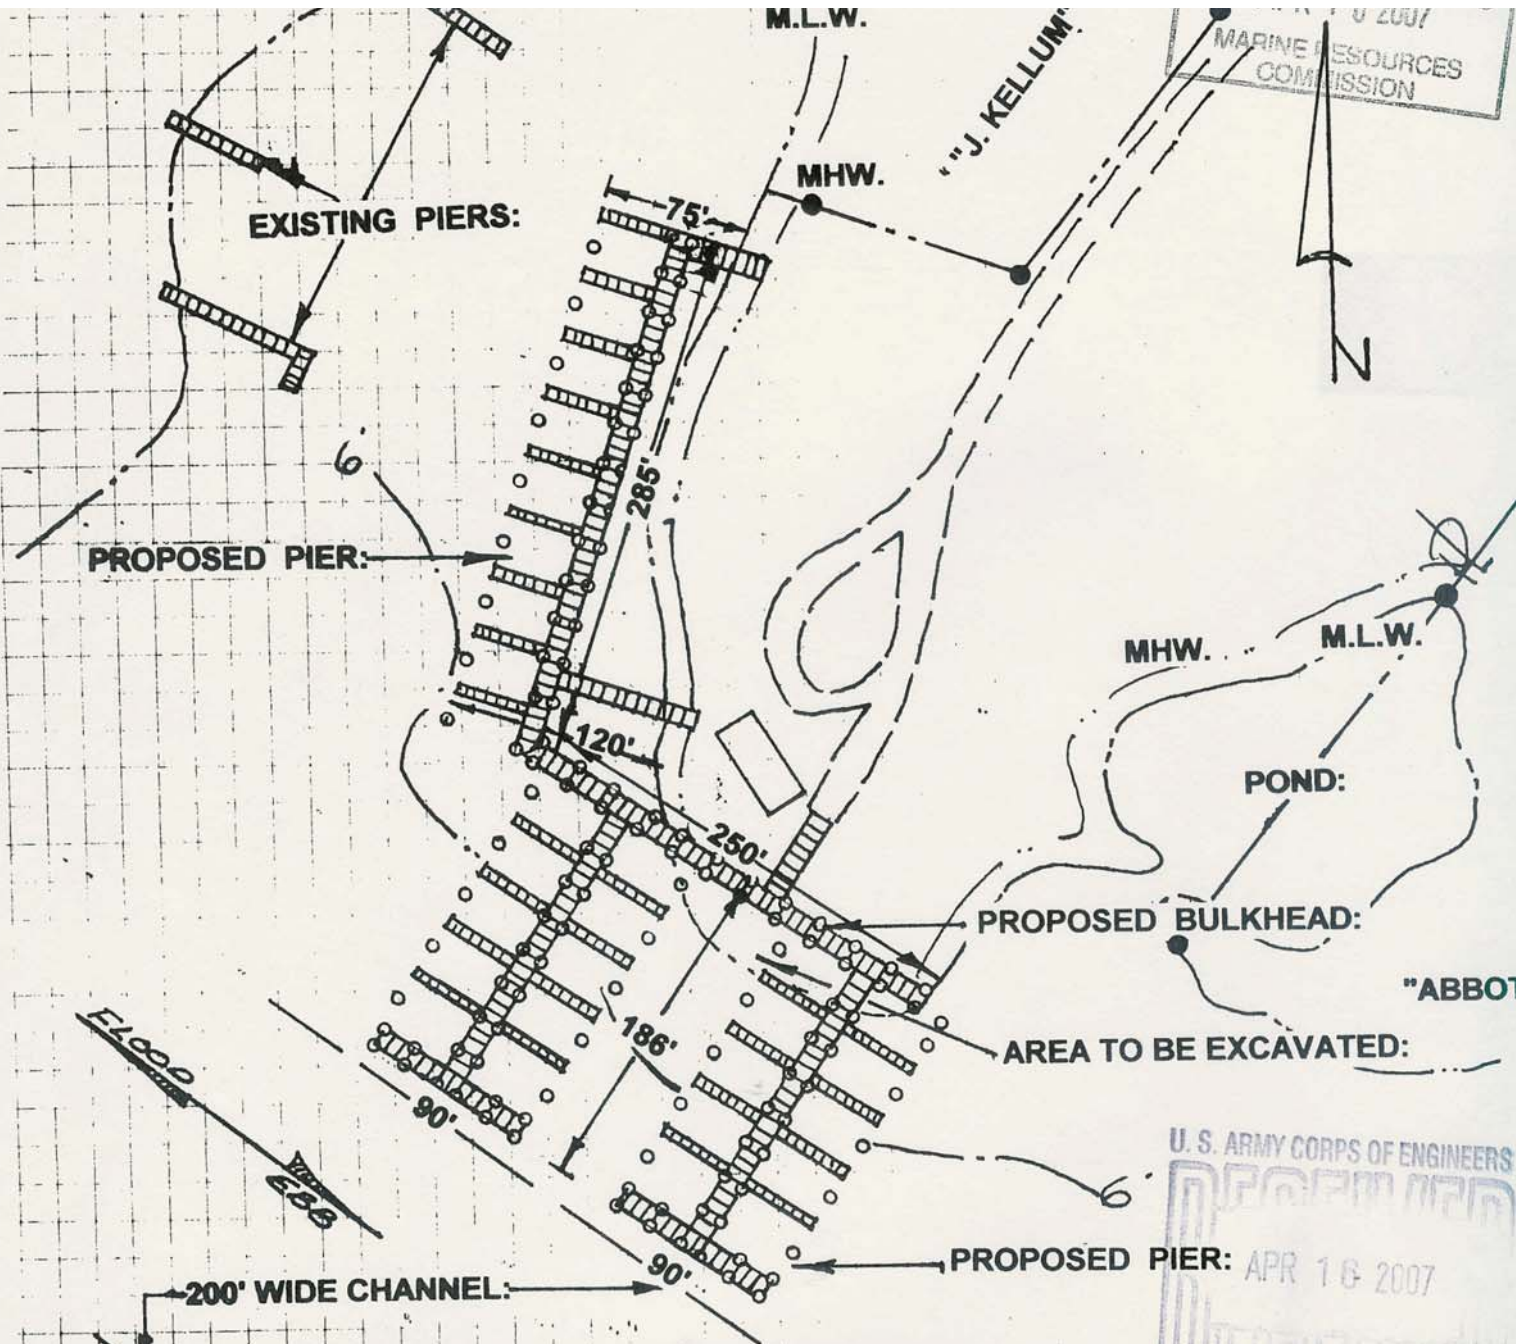 M.L.W.
"J. KELLUM"
2007
MARINE RESOURCES
COMMISSION
MHW.
75'
EXISTING PIERS:
N
6'
285'
PROPOSED PIER:
MHW.
M.L.W.
120'
POND:
250'
PROPOSED BULKHEAD:
"ABBOT
186'
AREA TO BE EXCAVATED:
FLOOD
EBB
90'
U. S. ARMY CORPS OF ENGINEERS
RECEIVED
6'
PROPOSED PIER:
APR 16 2007
90'
200' WIDE CHANNEL: